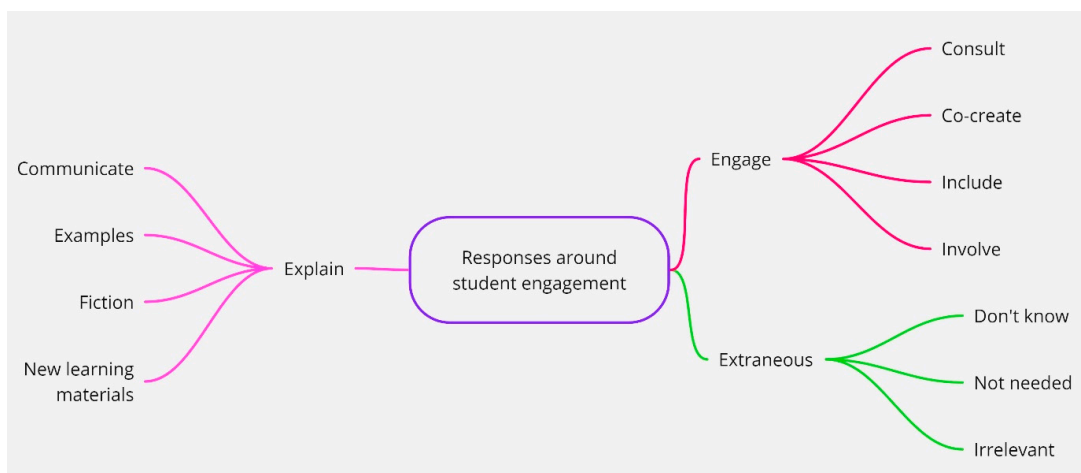 Responses around
student engagement
Explain
Communicate
Examples
Fiction
New learning
materials
Engage
Consult
Co-create
Include
Involve
Extraneous
Don't know
Not needed
Irrelevant